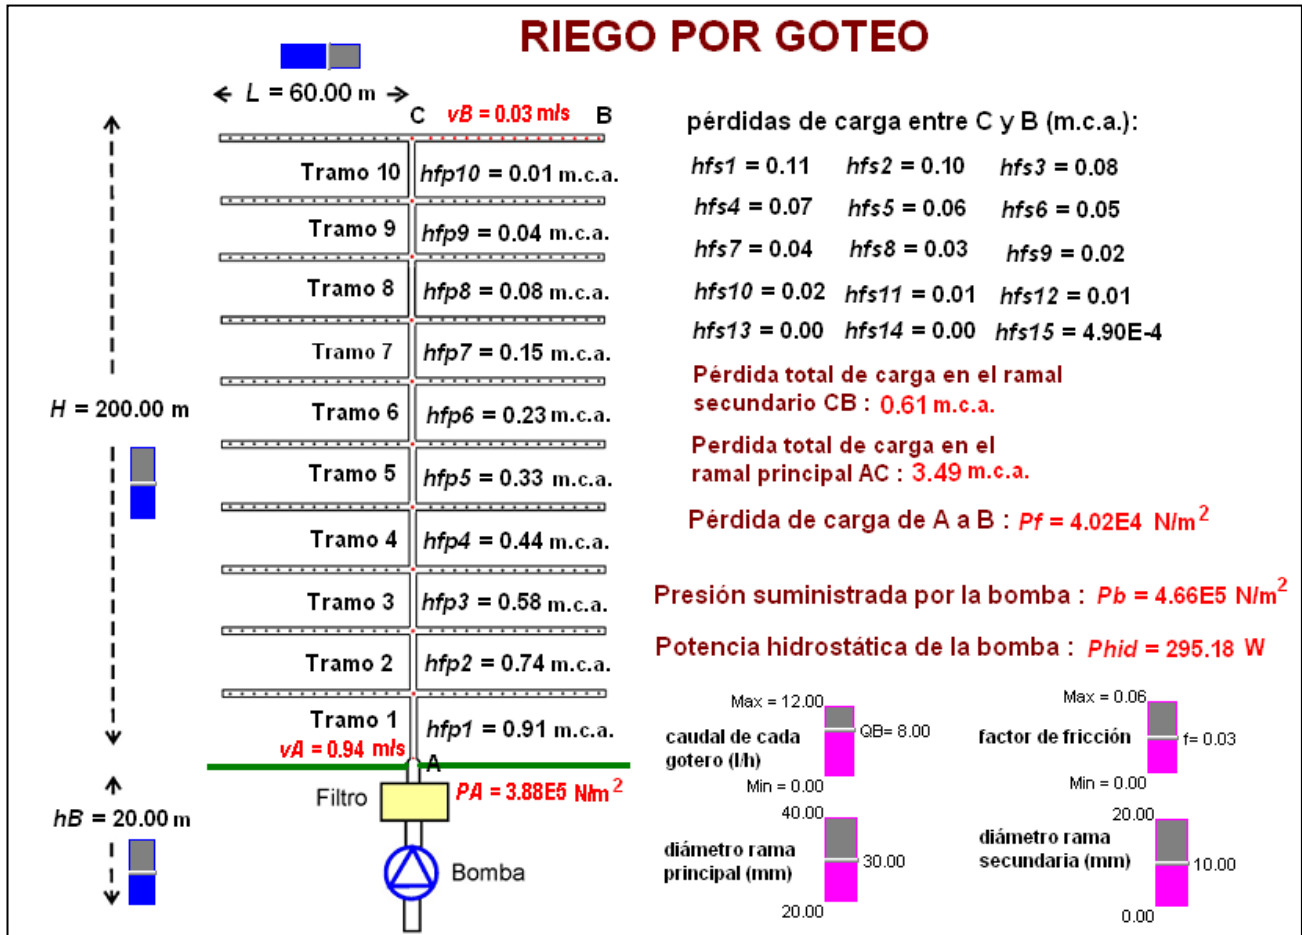 RIEGO POR GOTEO
L = 60.00 m
C vB = 0.03 m/s B
Tramo 10 hfp10 = 0.01 m.c.a.
Tramo 9 hfp9 = 0.04 m.c.a.
Tramo 8 hfp8 = 0.08 m.c.a.
Tramo 7 hfp7 = 0.15 m.c.a.
H = 200.00 m
Tramo 6 hfp6 = 0.23 m.c.a.
Tramo 5 hfp5 = 0.33 m.c.a.
Tramo 4 hfp4 = 0.44 m.c.a.
Tramo 3 hfp3 = 0.58 m.c.a.
Tramo 2 hfp2 = 0.74 m.c.a.
Tramo 1 hfp1 = 0.91 m.c.a.
vA = 0.94 m/s A
Filtro PA = 3.88E5 N/m²
hB = 20.00 m
Bomba
pérdidas de carga entre C y B (m.c.a.):
hfs1 = 0.11 hfs2 = 0.10 hfs3 = 0.08
hfs4 = 0.07 hfs5 = 0.06 hfs6 = 0.05
hfs7 = 0.04 hfs8 = 0.03 hfs9 = 0.02
hfs10 = 0.02 hfs11 = 0.01 hfs12 = 0.01
hfs13 = 0.00 hfs14 = 0.00 hfs15 = 4.90E-4
Pérdida total de carga en el ramal
secundario CB : 0.61 m.c.a.
Perdida total de carga en el
ramal principal AC : 3.49 m.c.a.
Pérdida de carga de A a B : Pf = 4.02E4 N/m²
Presión suministrada por la bomba : Pb = 4.66E5 N/m²
Potencia hidrostática de la bomba : Phid = 295.18 W
Max = 12.00
caudal de cada QB= 8.00
gotero (l/h)
Min = 0.00
Max = 0.06
factor de fricción f= 0.03
Min = 0.00
40.00
diámetro rama 30.00
principal (mm)
20.00
20.00
diámetro rama
secundaria (mm) 10.00
0.00